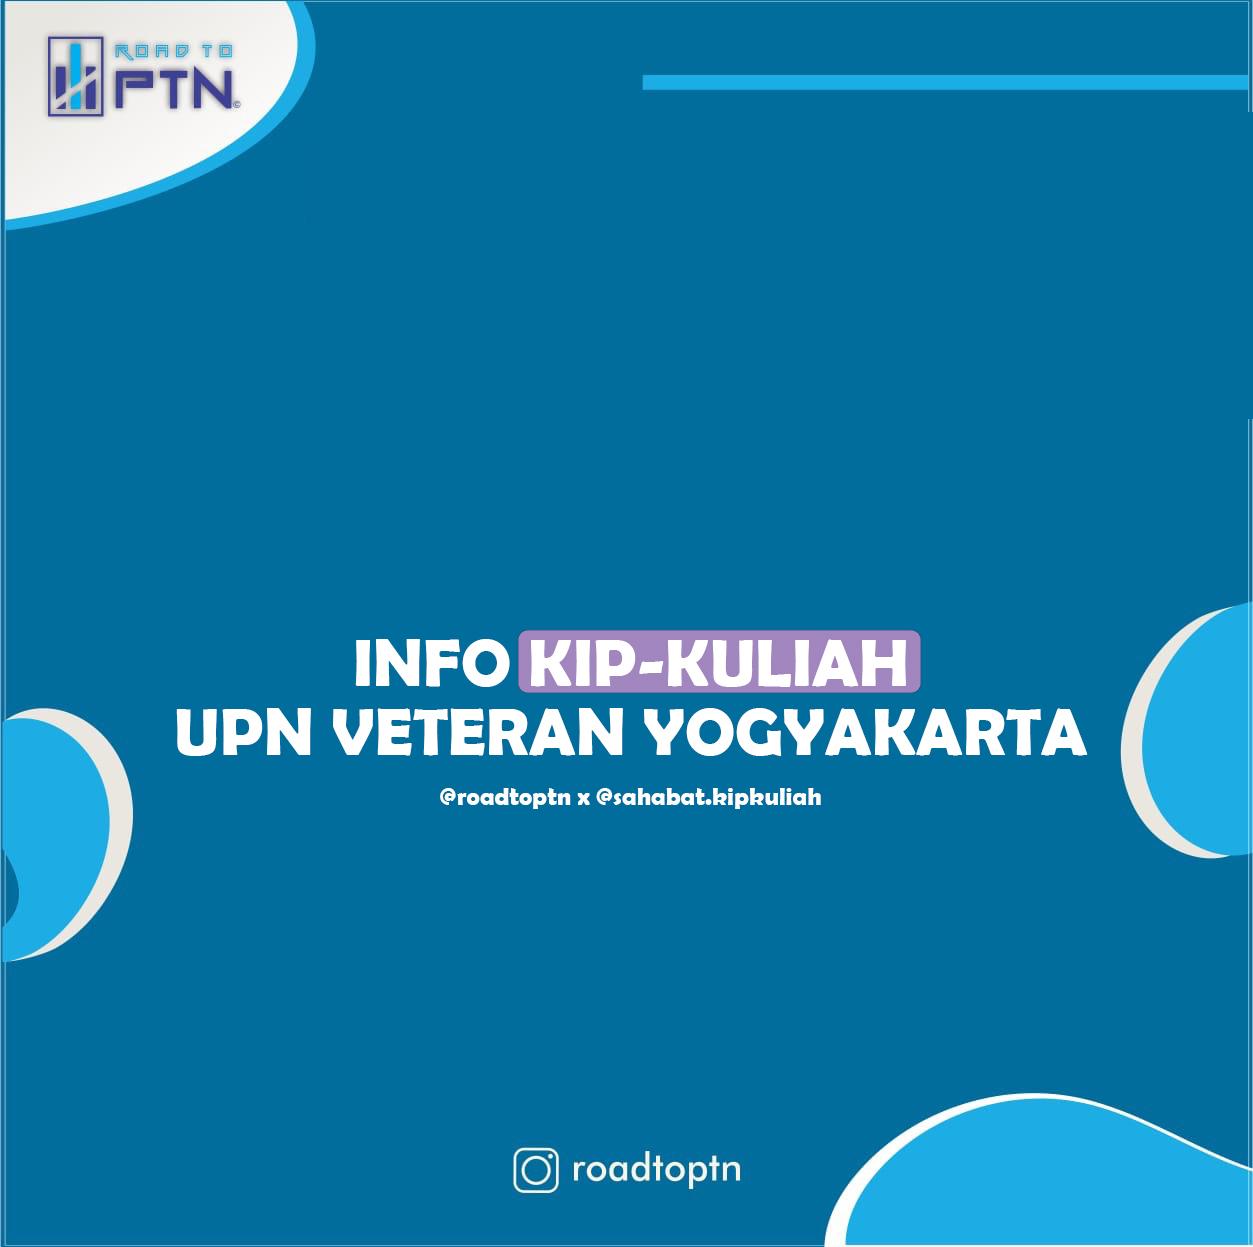 ROAD TO
PTN©
INFO KIP-KULIAH
UPN VETERAN YOGYAKARTA
@roadtoptn x @sahabat.kipkuliah
roadtoptn